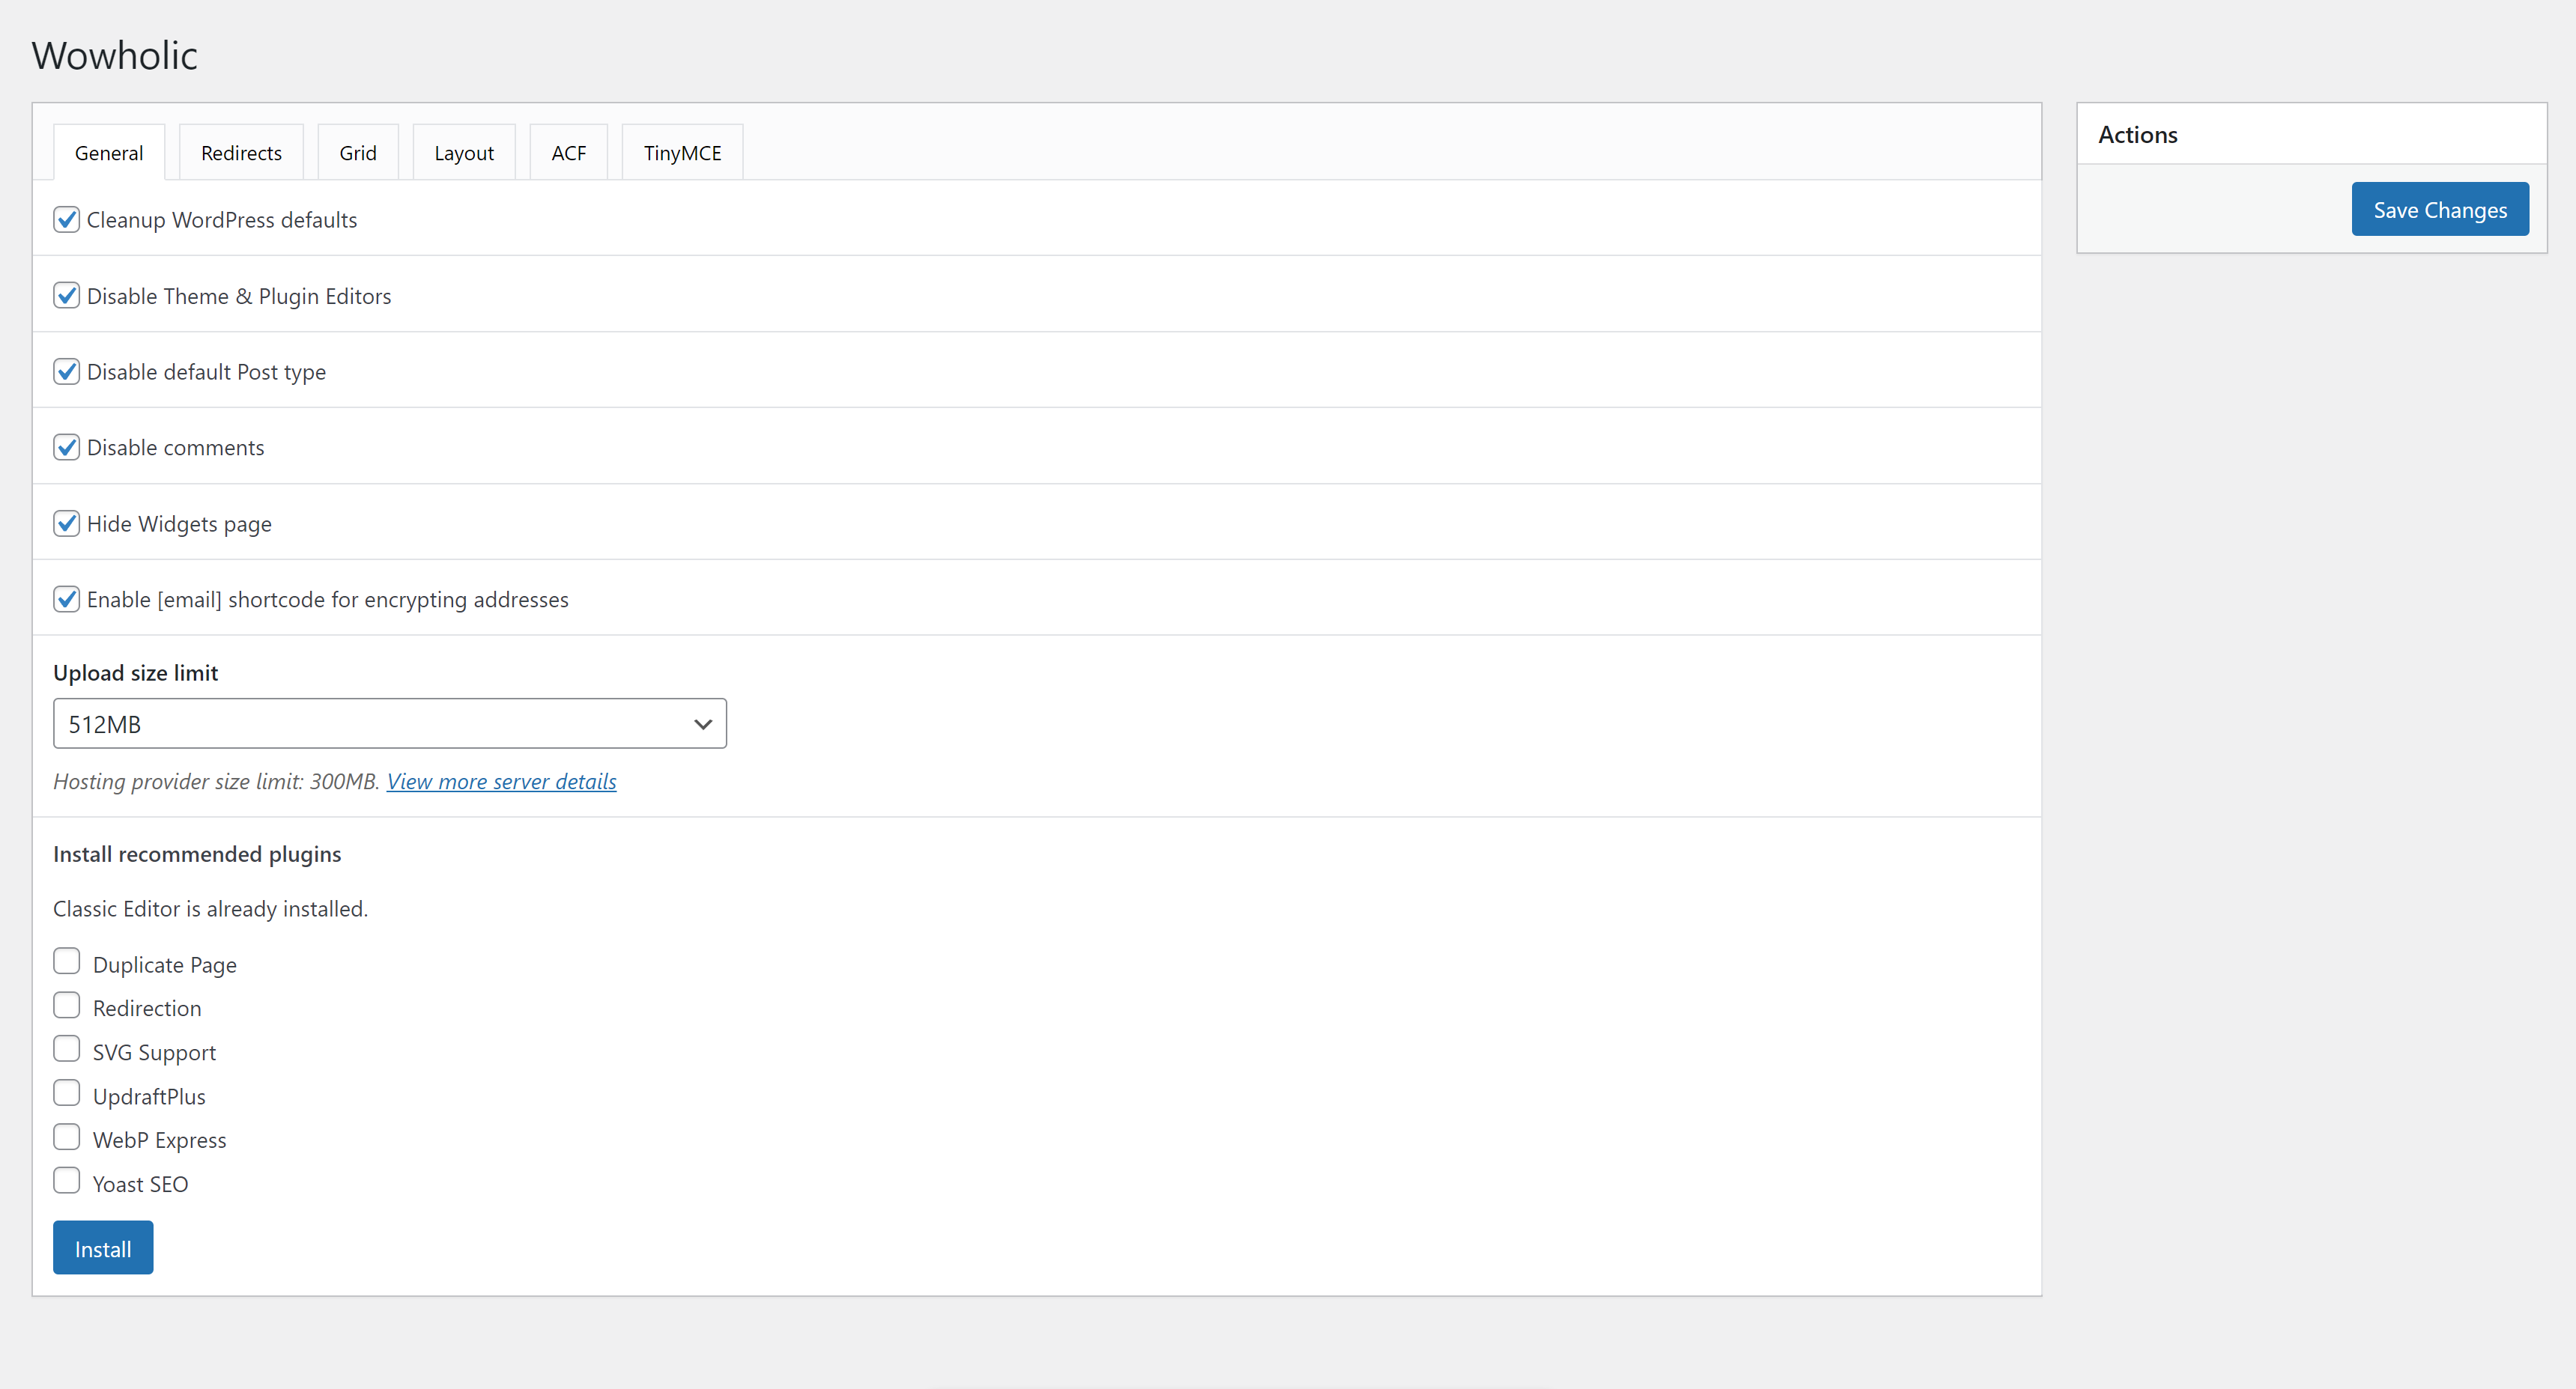 Wowholic
General Redirects Grid Layout ACF TinyMCE
Cleanup WordPress defaults
Disable Theme & Plugin Editors
Disable default Post type
Disable comments
Hide Widgets page
Enable [email] shortcode for encrypting addresses
Upload size limit
512MB
Hosting provider size limit: 300MB. View more server details
Install recommended plugins
Classic Editor is already installed.
Duplicate Page
Redirection
SVG Support
UpdraftPlus
WebP Express
Yoast SEO
Install
Actions
Save Changes